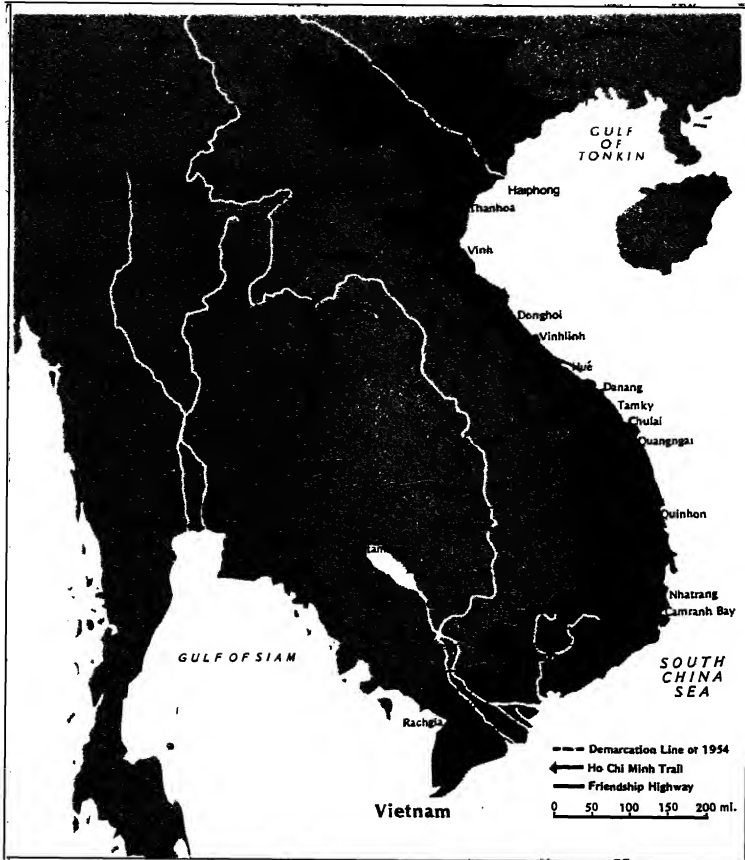 GULF
OF
TONKIN
Haiphong
Thanhoa
Vinh
Donghoi
Vinhlinh
Hué
Danang
Tamky
Chulai
Quangngai
Quinhon
Nhatrang
Camranh Bay
GULF OF SIAM
SOUTH
CHINA
SEA
Rachgia
Demarcation Line of 1954
Ho Chi Minh Trail
Friendship Highway
0 50 100 150 200 mi.
Vietnam